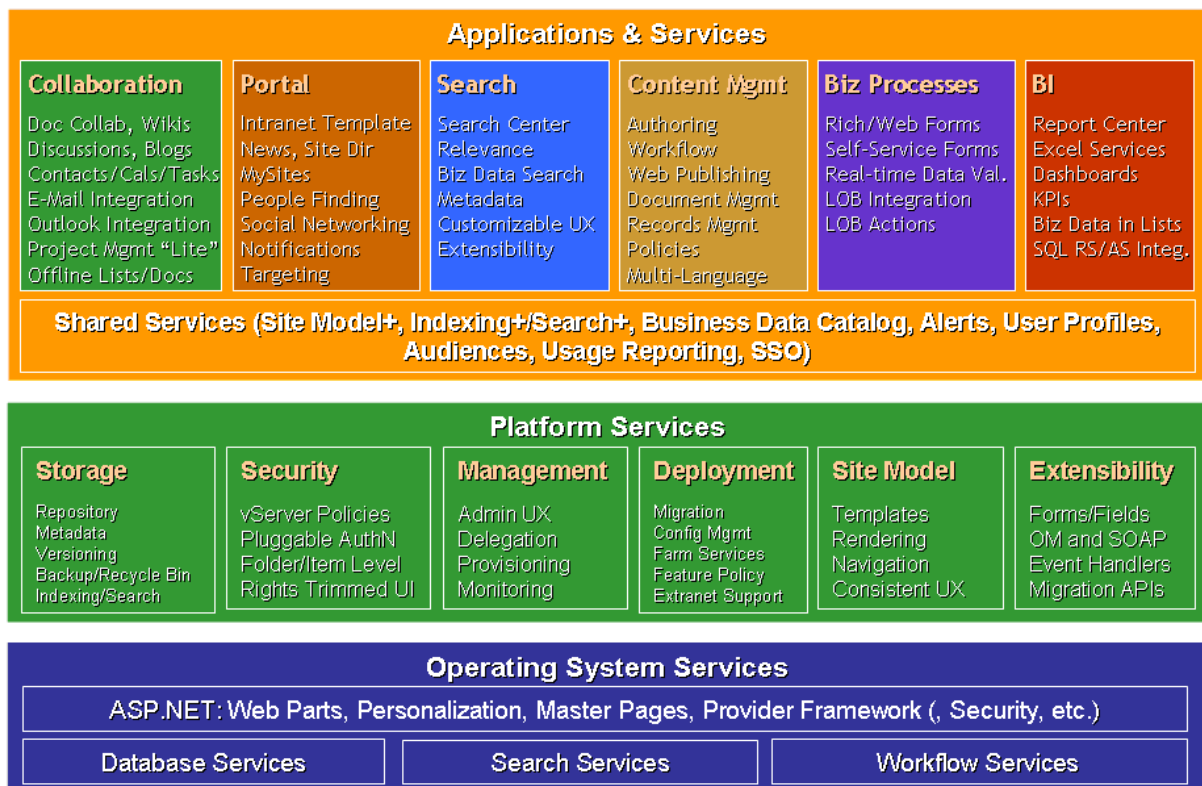 Applications & Services
Collaboration
Doc Collab, Wikis
Discussions, Blogs
Contacts/Cals/Tasks
E-Mail Integration
Outlook Integration
Project Mgmt “Lite”
Offline Lists/Docs
Portal
Intranet Template
News, Site Dir
MySites
People Finding
Social Networking
Notifications
Targeting
Search
Search Center
Relevance
Biz Data Search
Metadata
Customizable UX
Extensibility
Content Mgmt
Authoring
Workflow
Web Publishing
Document Mgmt
Records Mgmt
Policies
Multi-Language
Biz Processes
Rich/Web Forms
Self-Service Forms
Real-time Data Val.
LOB Integration
LOB Actions
BI
Report Center
Excel Services
Dashboards
KPIs
Biz Data in Lists
SQL RS/AS Integ.
Shared Services (Site Model+, Indexing+/Search+, Business Data Catalog, Alerts, User Profiles,
Audiences, Usage Reporting, SSO)
Platform Services
Storage
Repository
Metadata
Versioning
Backup/Recycle Bin
Indexing/Search
Security
vServer Policies
Pluggable AuthN
Folder/Item Level
Rights Trimmed UI
Management
Admin UX
Delegation
Provisioning
Monitoring
Deployment
Migration
Config Mgmt
Farm Services
Feature Policy
Extranet Support
Site Model
Templates
Rendering
Navigation
Consistent UX
Extensibility
Forms/Fields
OM and SOAP
Event Handlers
Migration APIs
Operating System Services
ASP.NET: Web Parts, Personalization, Master Pages, Provider Framework (, Security, etc.)
Database Services
Search Services
Workflow Services